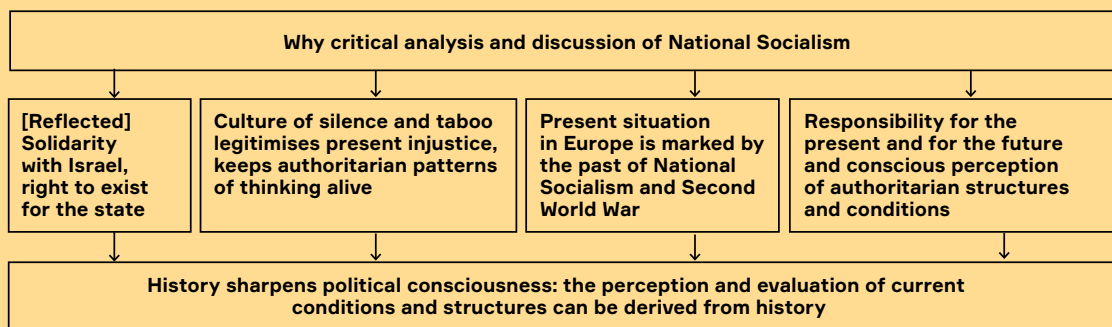 Why critical analysis and discussion of National Socialism
[Reflected]
Solidarity
with Israel,
right to exist
for the state
Culture of silence and taboo
legitimises present injustice,
keeps authoritarian patterns
of thinking alive
Present situation
in Europe is marked by
the past of National
Socialism and Second
World War
Responsibility for the
present and for the future
and conscious perception
of authoritarian structures
and conditions
History sharpens political consciousness: the perception and evaluation of current
conditions and structures can be derived from history